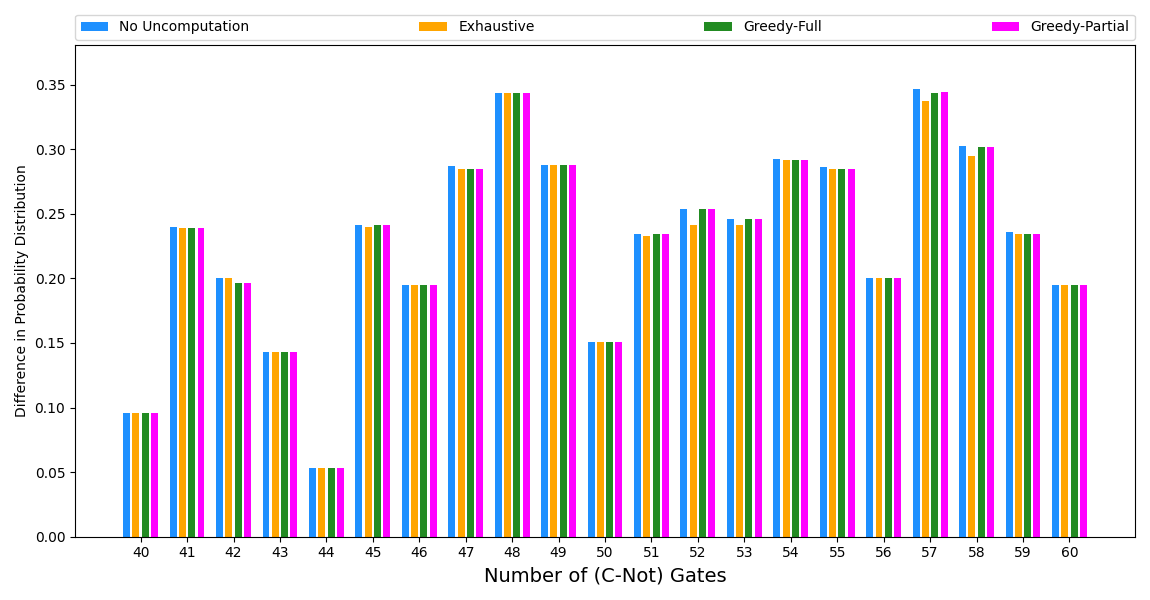 No Uncomputation Exhaustive Greedy-Full Greedy-Partial
Difference in Probability Distribution
0.35
0.30
0.25
0.20
0.15
0.10
0.05
0.00
40 41 42 43 44 45 46 47 48 49 50 51 52 53 54 55 56 57 58 59 60
Number of (C-Not) Gates